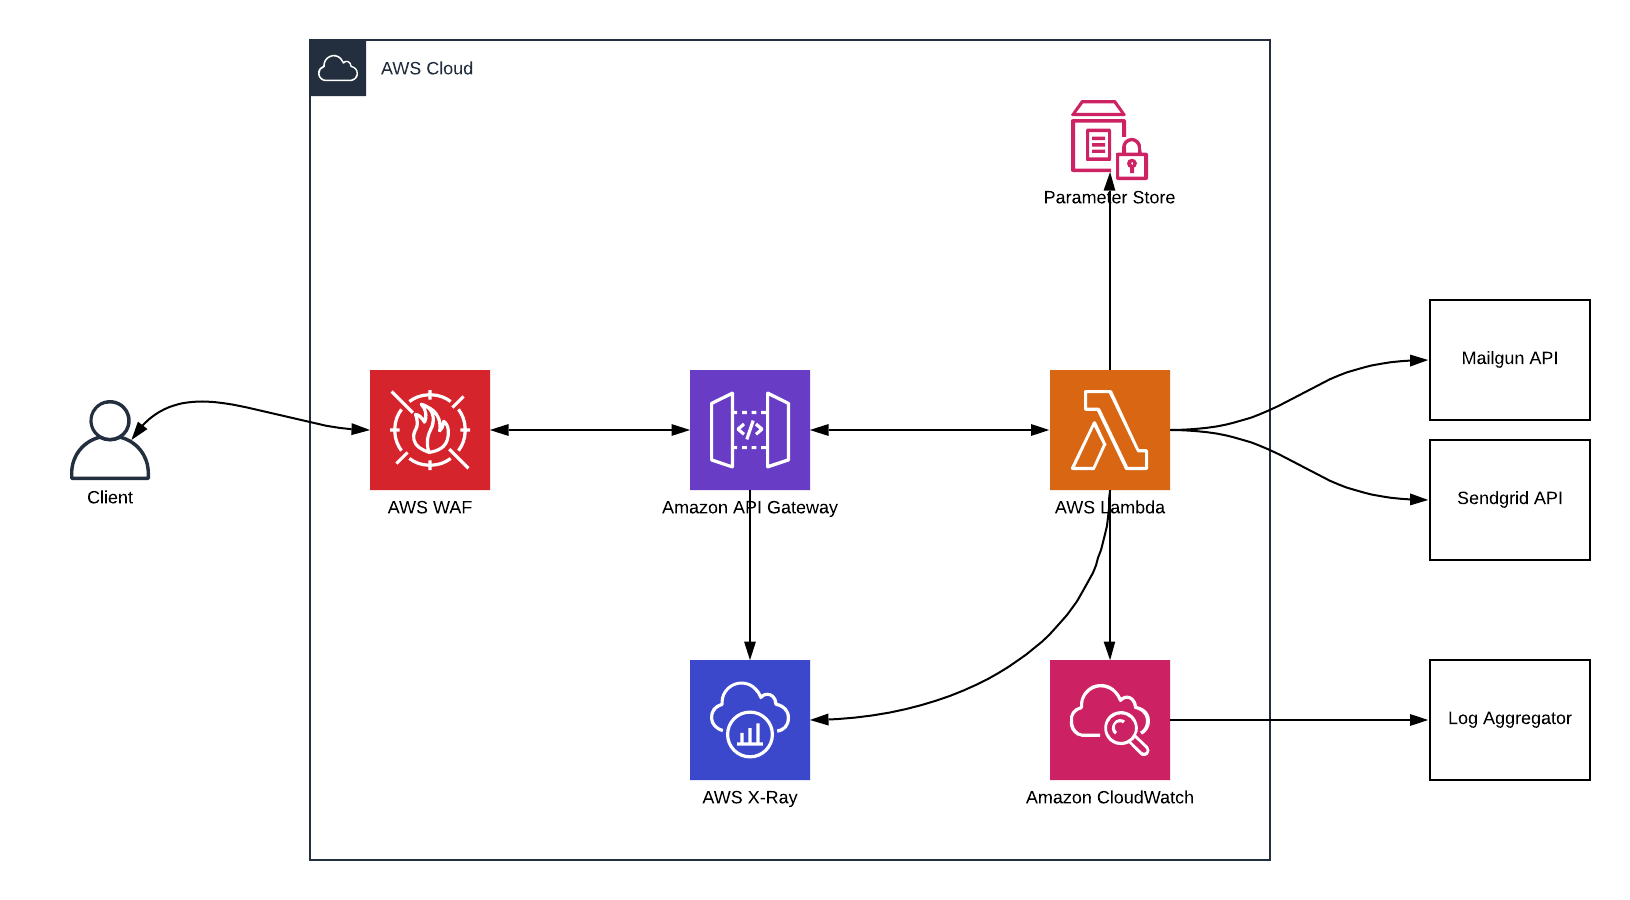 AWS Cloud
Parameter Store
Mailgun API
Client
AWS WAF
Amazon API Gateway
AWS Lambda
Sendgrid API
AWS X-Ray
Amazon CloudWatch
Log Aggregator